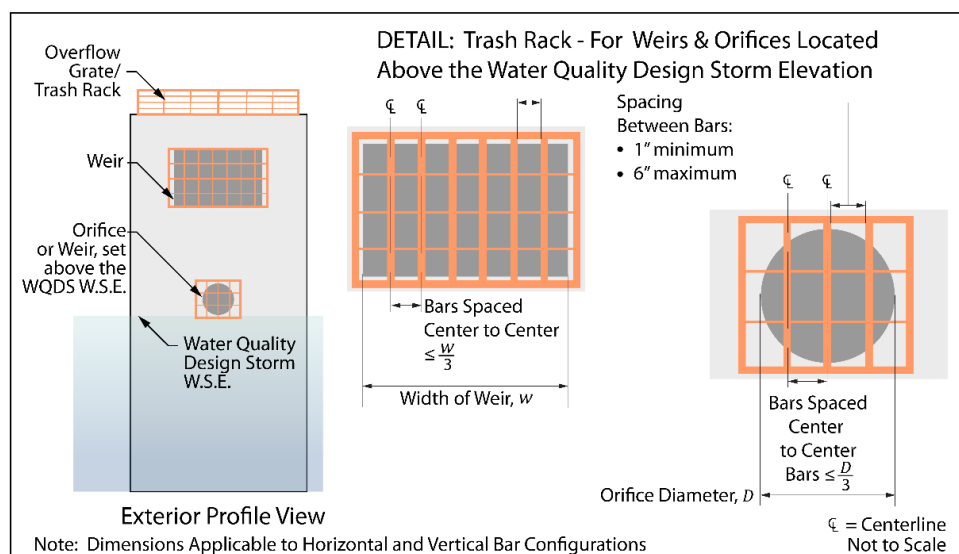 DETAIL: Trash Rack - For Weirs & Orifices Located
Above the Water Quality Design Storm Elevation
Overflow
Grate/
Trash Rack
Weir
Orifice
or Weir, set
above the
WQDS W.S.E.
Water Quality
Design Storm
W.S.E.
Exterior Profile View
℄ ℄
Bars Spaced
Center to Center
≤ W/3
Width of Weir, W
Spacing
Between Bars:
• 1” minimum
• 6” maximum
℄ ℄
Bars Spaced
Center
to Center
Bars ≤ D/3
Orifice Diameter, D
℄ = Centerline
Not to Scale
Note: Dimensions Applicable to Horizontal and Vertical Bar Configurations